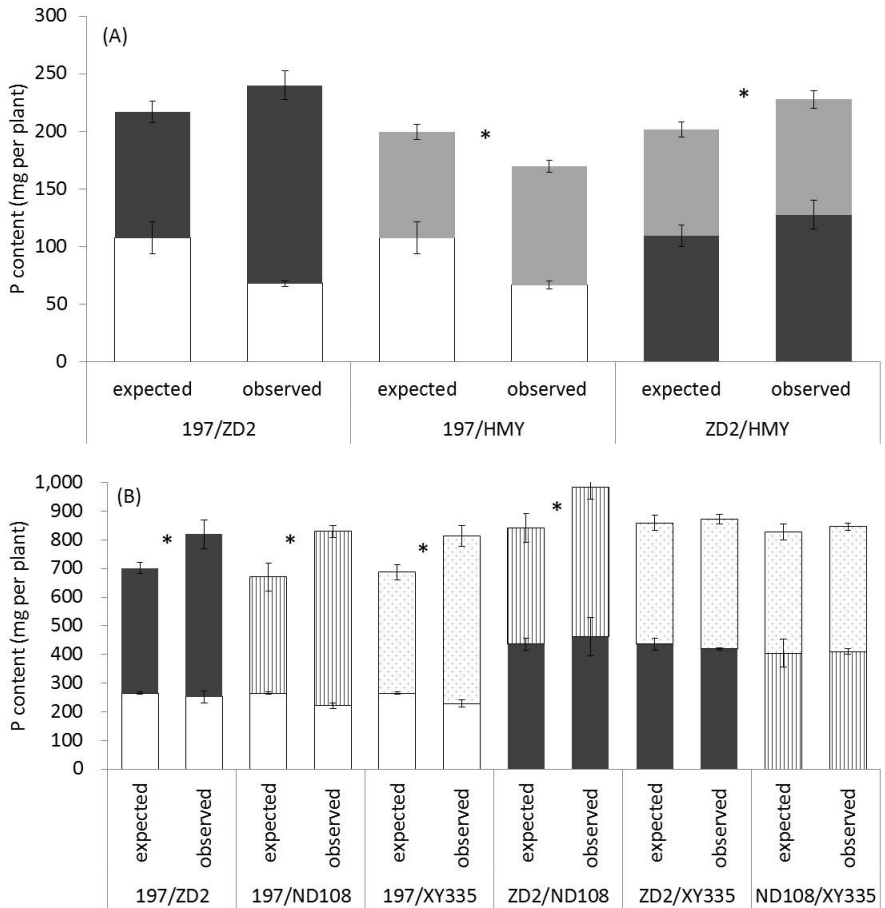 (A)
P content (mg per plant)
300
250
200
150
100
50
0
*
*
expected observed expected observed expected observed
197/ZD2 197/HMY ZD2/HMY
(B)
P content (mg per plant)
1,000
900
800
700
600
500
400
300
200
100
0
* * * *
expected observed expected observed expected observed expected observed expected observed expected observed
197/ZD2 197/ND108 197/XY335 ZD2/ND108 ZD2/XY335 ND108/XY335